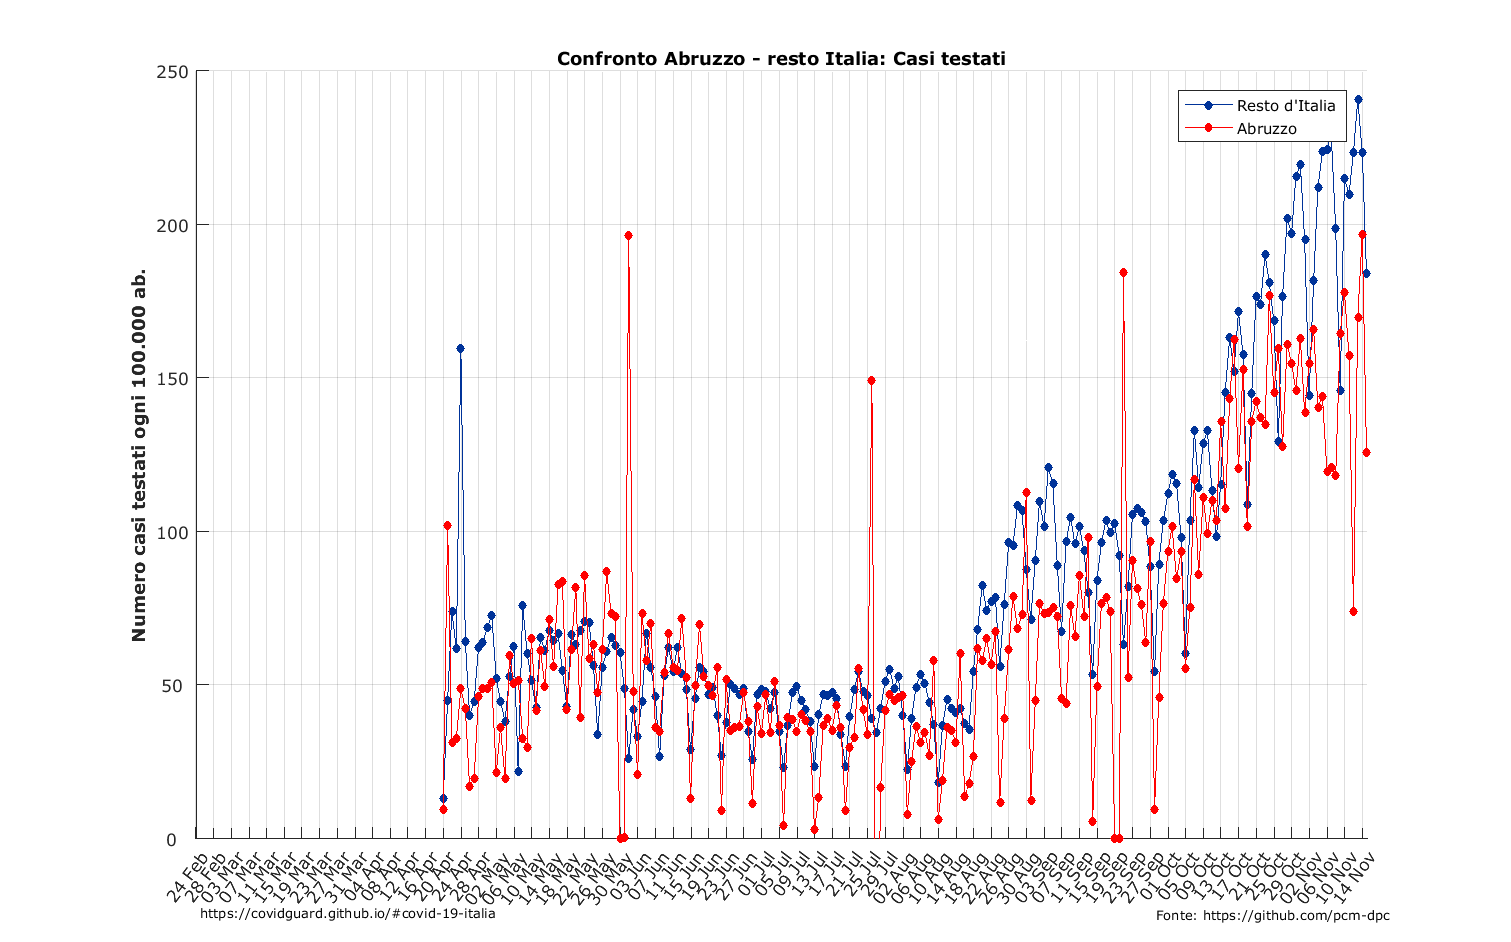 Confronto Abruzzo - resto Italia: Casi testati
Resto d'Italia
Abruzzo
Numero casi testati ogni 100.000 ab.
250
200
150
100
50
0
24 Feb
28 Feb
03 Mar
07 Mar
11 Mar
15 Mar
19 Mar
23 Mar
27 Mar
31 Mar
04 Apr
08 Apr
12 Apr
16 Apr
20 Apr
24 Apr
28 Apr
02 May
06 May
10 May
14 May
18 May
22 May
26 May
30 May
03 Jun
07 Jun
11 Jun
15 Jun
19 Jun
23 Jun
27 Jun
01 Jul
05 Jul
09 Jul
13 Jul
17 Jul
21 Jul
25 Jul
29 Jul
02 Aug
06 Aug
10 Aug
14 Aug
18 Aug
22 Aug
26 Aug
30 Aug
03 Sep
07 Sep
11 Sep
15 Sep
19 Sep
23 Sep
27 Sep
01 Oct
05 Oct
09 Oct
13 Oct
17 Oct
21 Oct
25 Oct
29 Oct
02 Nov
06 Nov
10 Nov
14 Nov
https://covidguard.github.io/#covid-19-italia
Fonte: https://github.com/pcm-dpc